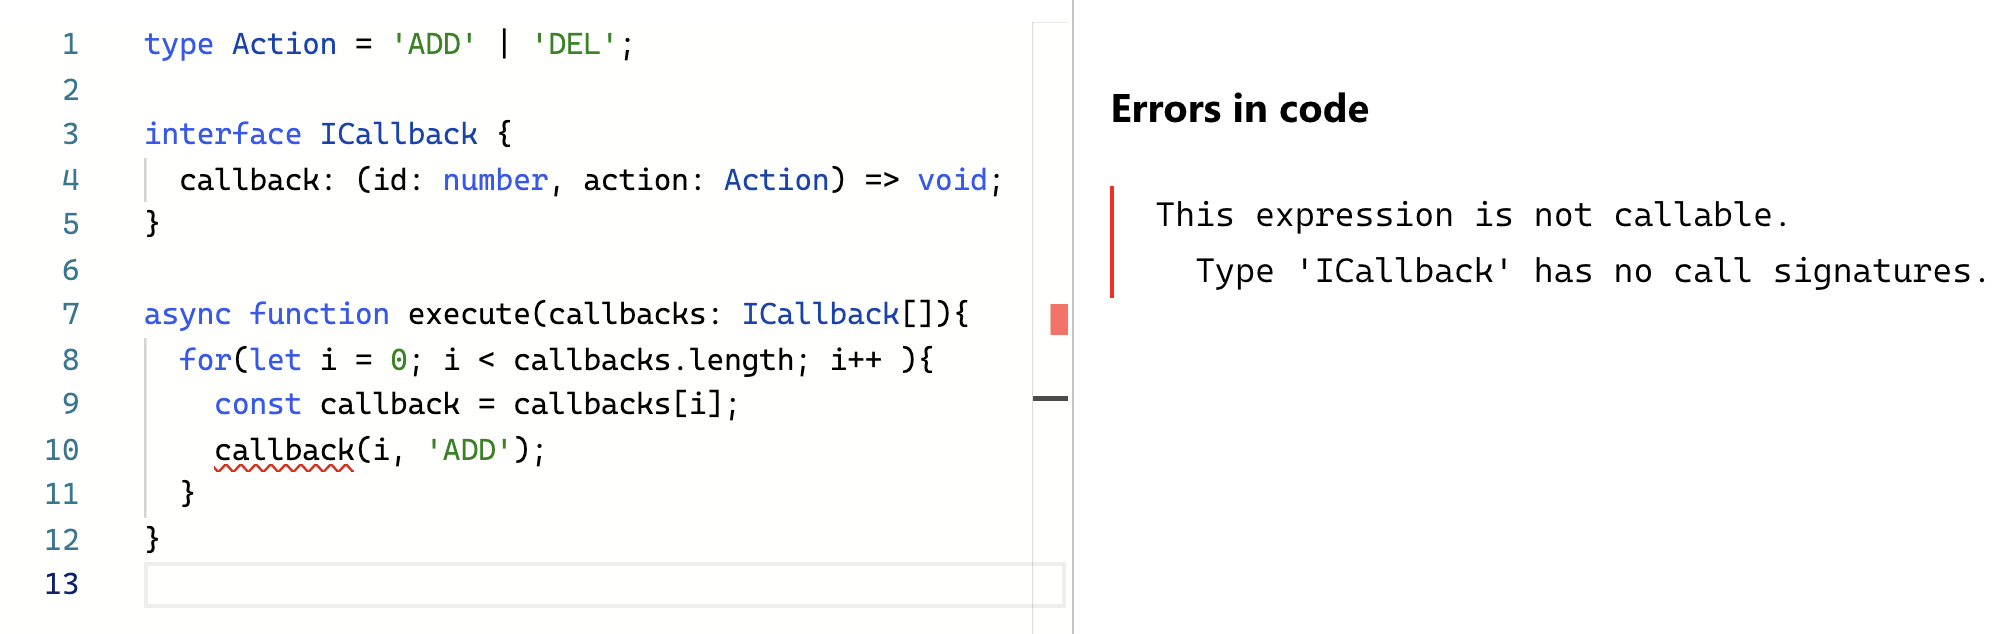 1 type Action = 'ADD' | 'DEL';
2
3 interface ICallback {
4   callback: (id: number, action: Action) => void;
5 }
6
7 async function execute(callbacks: ICallback[]){
8   for(let i = 0; i < callbacks.length; i++ ){
9     const callback = callbacks[i];
10     callback(i, 'ADD');
11   }
12 }
13
Errors in code
This expression is not callable.
  Type 'ICallback' has no call signatures.